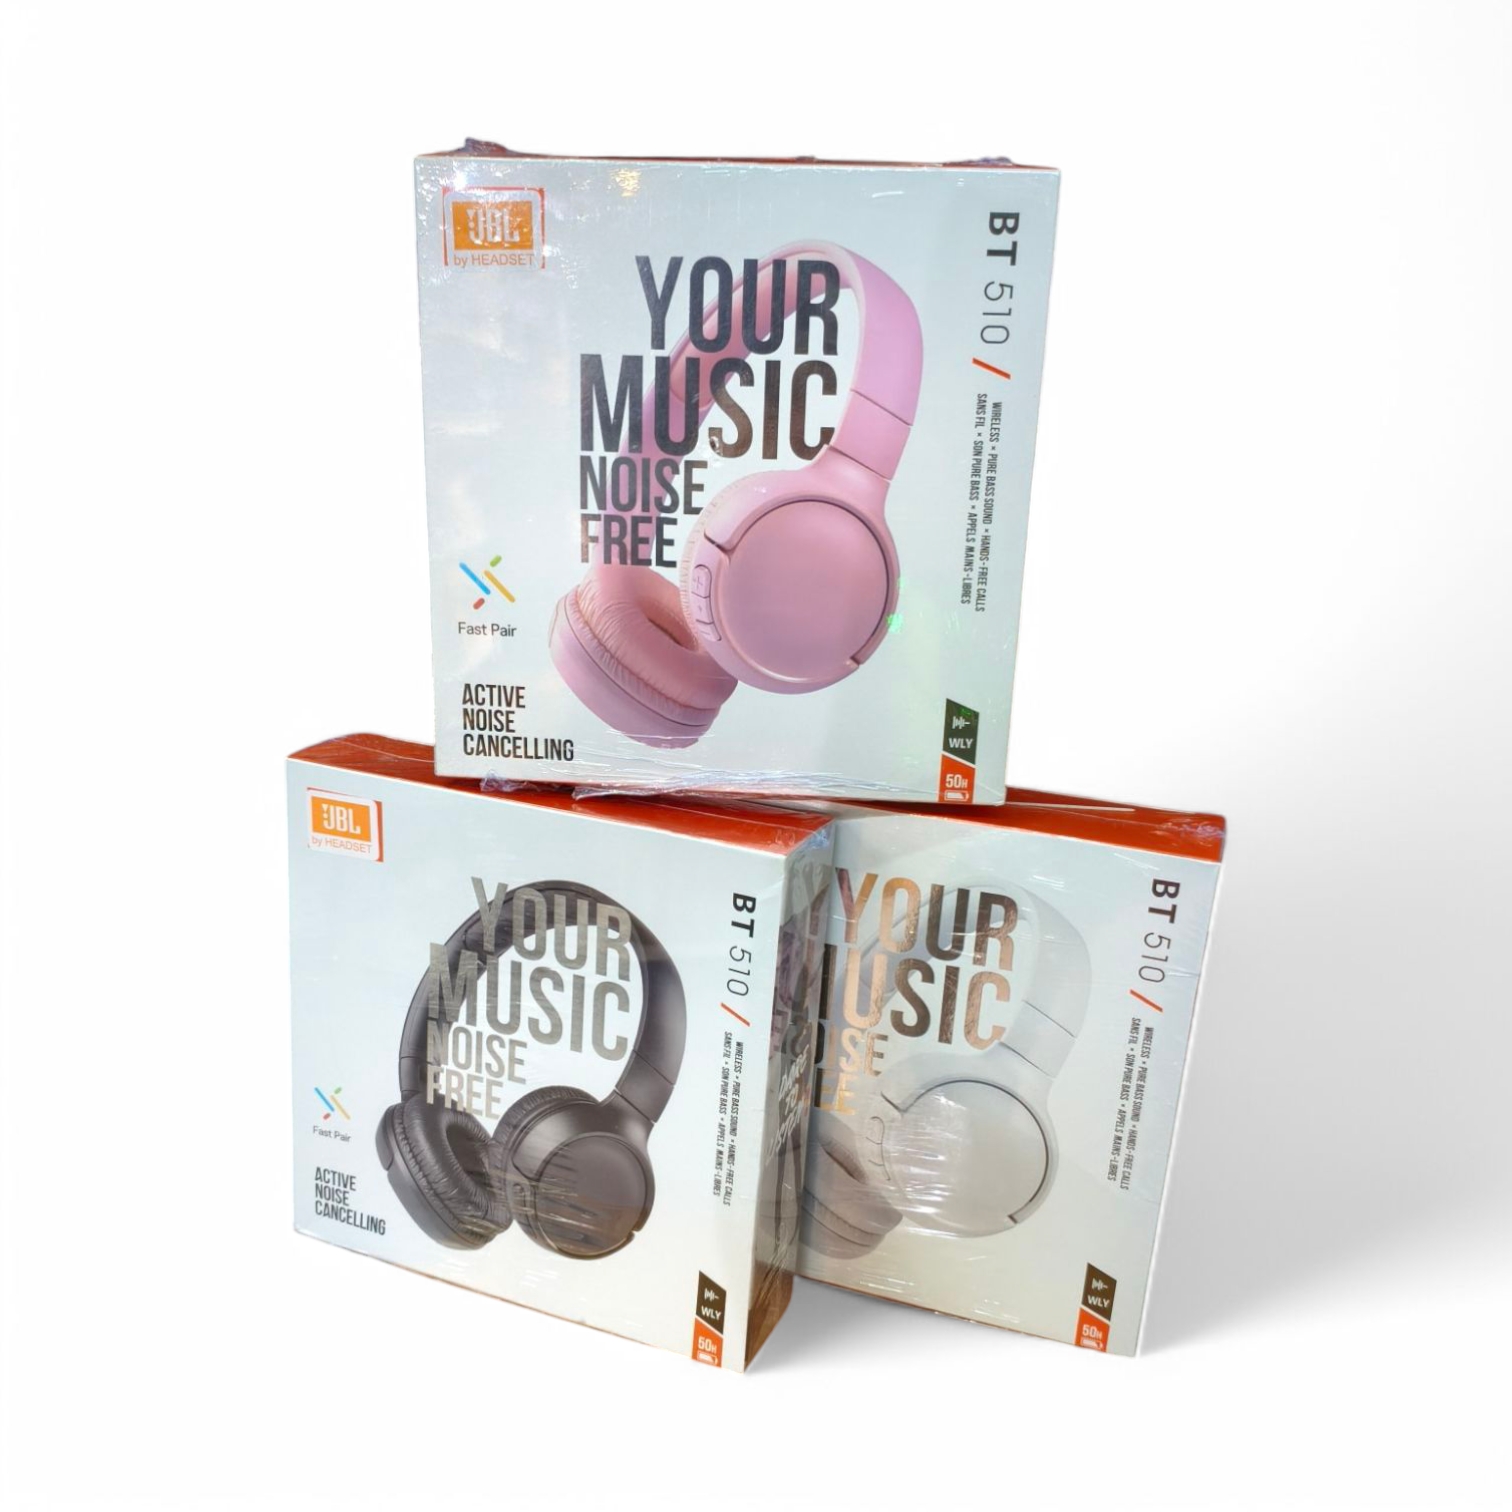 JBL
by HEADSET
YOUR
MUSIC
NOISE
FREE
BT 510 /
WIRELESS × PURE BASS SOUND × HANDS-FREE CALLS
SANS FIL × SON PURE BASS × APPELS MAINS-LIBRES
Fast Pair
ACTIVE
NOISE
CANCELLING
WLY
50H
JBL
by HEADSET
YOUR
MUSIC
NOISE
FREE
BT 510 /
WIRELESS × PURE BASS SOUND × HANDS-FREE CALLS
SANS FIL × SON PURE BASS × APPELS MAINS-LIBRES
Fast Pair
ACTIVE
NOISE
CANCELLING
WLY
50H
YOUR
MUSIC
BT 510 /
WIRELESS × PURE BASS SOUND × HANDS-FREE CALLS
SANS FIL × SON PURE BASS × APPELS MAINS-LIBRES
WLY
50H